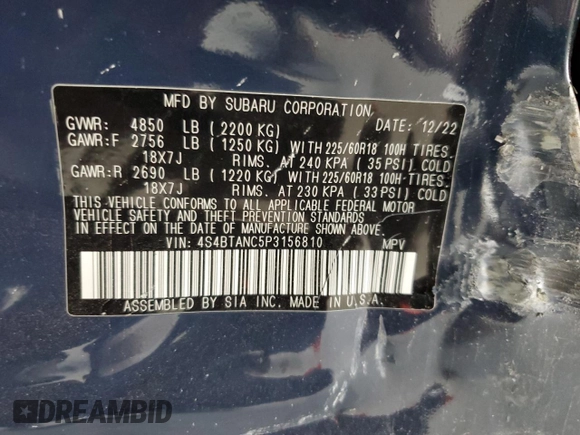 MFD BY SUBARU CORPORATION
GVWR: 4850 LB ( 2200 KG) DATE: 12/22
GAWR:F 2756 LB ( 1250 KG) WITH 225/60R18 100H TIRES.
18X7J RIMS. AT 240 KPA ( 35 PSI) COLD
GAWR:R 2690 LB ( 1220 KG) WITH 225/60R18 100H TIRES.
18X7J RIMS. AT 230 KPA ( 33 PSI) COLD
THIS VEHICLE CONFORMS TO ALL APPLICABLE FEDERAL MOTOR
VEHICLE SAFETY AND THEFT PREVENTION STANDARDS
IN EFFECT ON THE DATE OF MANUFACTURE SHOWN ABOVE.
VIN: 4S4BTANC5P3156810 MPV
ASSEMBLED BY SIA INC. MADE IN U.S.A.
DREAMBID